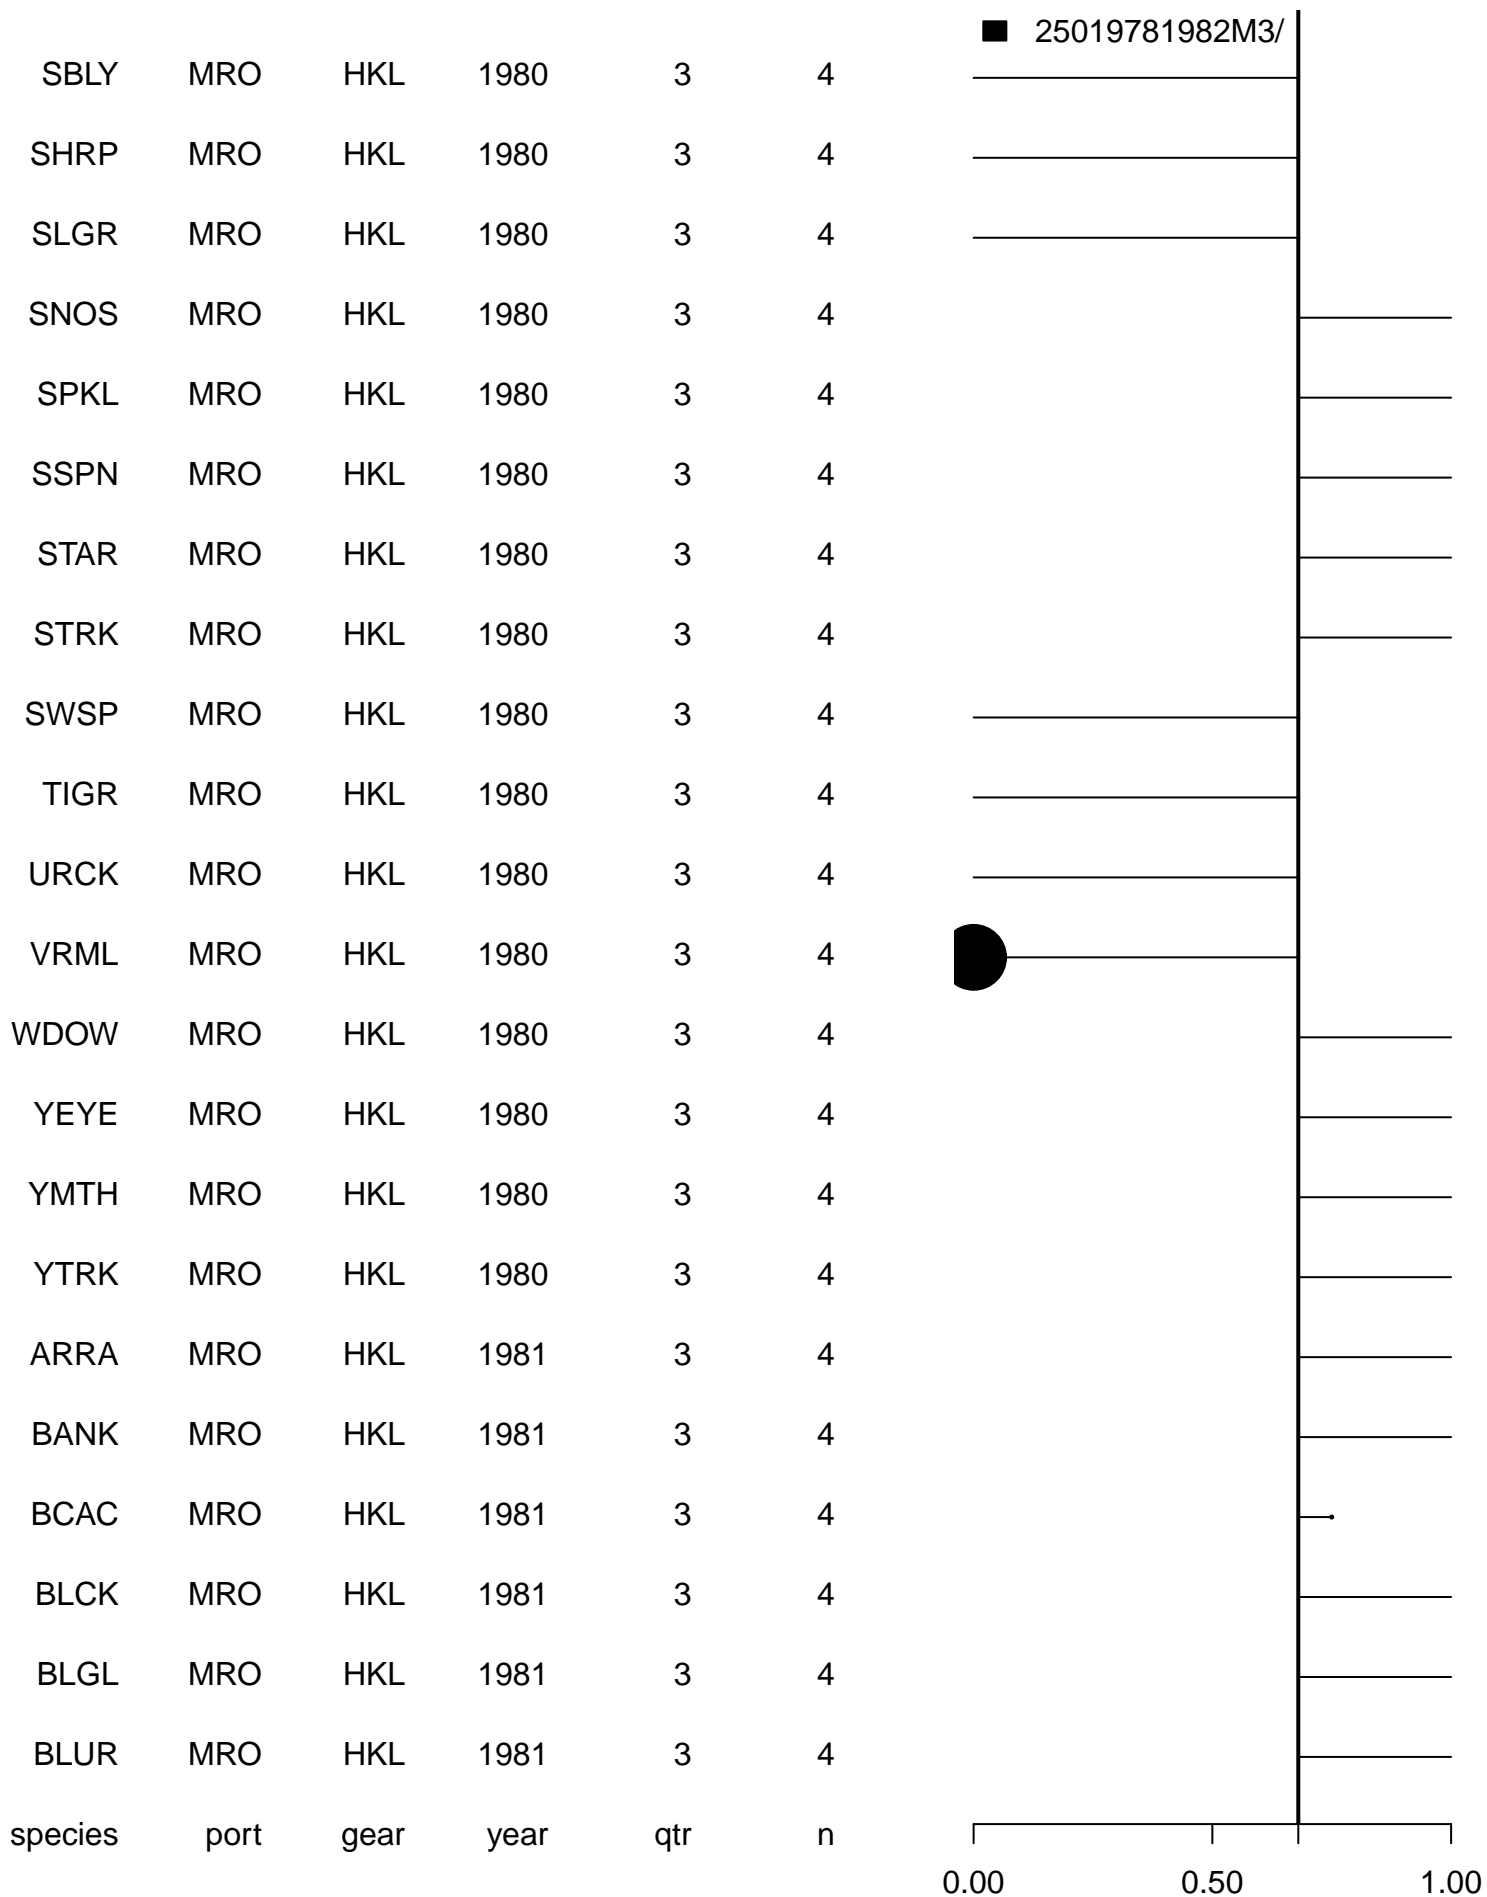 25019781982M3/
SBLY MRO HKL 1980 3 4
SHRP MRO HKL 1980 3 4
SLGR MRO HKL 1980 3 4
SNOS MRO HKL 1980 3 4
SPKL MRO HKL 1980 3 4
SSPN MRO HKL 1980 3 4
STAR MRO HKL 1980 3 4
STRK MRO HKL 1980 3 4
SWSP MRO HKL 1980 3 4
TIGR MRO HKL 1980 3 4
URCK MRO HKL 1980 3 4
VRML MRO HKL 1980 3 4
WDOW MRO HKL 1980 3 4
YEYE MRO HKL 1980 3 4
YMTH MRO HKL 1980 3 4
YTRK MRO HKL 1980 3 4
ARRA MRO HKL 1981 3 4
BANK MRO HKL 1981 3 4
BCAC MRO HKL 1981 3 4
BLCK MRO HKL 1981 3 4
BLGL MRO HKL 1981 3 4
BLUR MRO HKL 1981 3 4
species port gear year qtr n
0.00 0.50 1.00